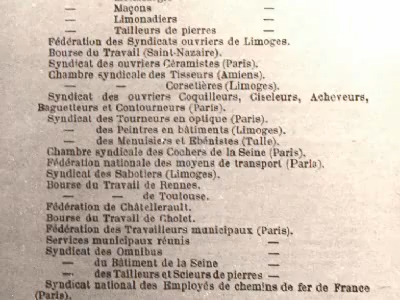 — Maçons —
— Limonadiers —
— Tailleurs de pierres —
Fédération des Syndicats ouvriers de Limoges.
Bourse du Travail (Saint-Nazaire).
Syndicat des ouvriers Céramistes (Paris).
Chambre syndicale des Tisseurs (Amiens).
— — Corsetières (Limoges).
Syndicat des ouvriers Coquilleurs, Ciseleurs, Acheveurs,
Baguetteurs et Contourneurs (Paris).
Syndicat des Tourneurs en optique (Paris).
— des Peintres en bâtiments (Limoges).
— des Menuisiers et Ebénistes (Tulle).
Chambre syndicale des Cochers de la Seine (Paris).
Fédération nationale des moyens de transport (Paris).
Syndicat des Sabotiers (Limoges).
Bourse du Travail de Rennes.
— — de Toulouse.
Fédération de Châtellerault.
Bourse du Travail de Cholet.
Fédération des Travailleurs municipaux (Paris).
Services municipaux réunis —
Syndicat des Omnibus —
— du Bâtiment de la Seine —
— des Tailleurs et Scieurs de pierres —
Syndicat national des Employés de chemins de fer de France
(Paris).